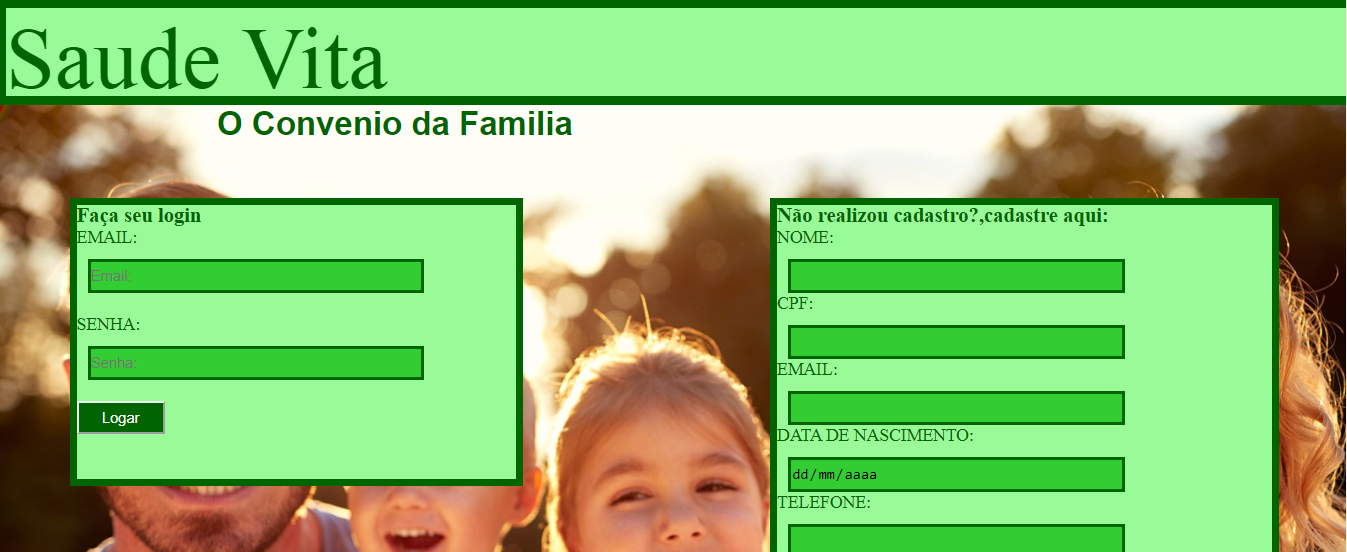 Saude Vita
O Convenio da Familia
Faça seu login
EMAIL:
Email:
SENHA:
Senha:
Logar
Não realizou cadastro?,cadastre aqui:
NOME:
CPF:
EMAIL:
DATA DE NASCIMENTO:
dd/mm/aaaa
TELEFONE: